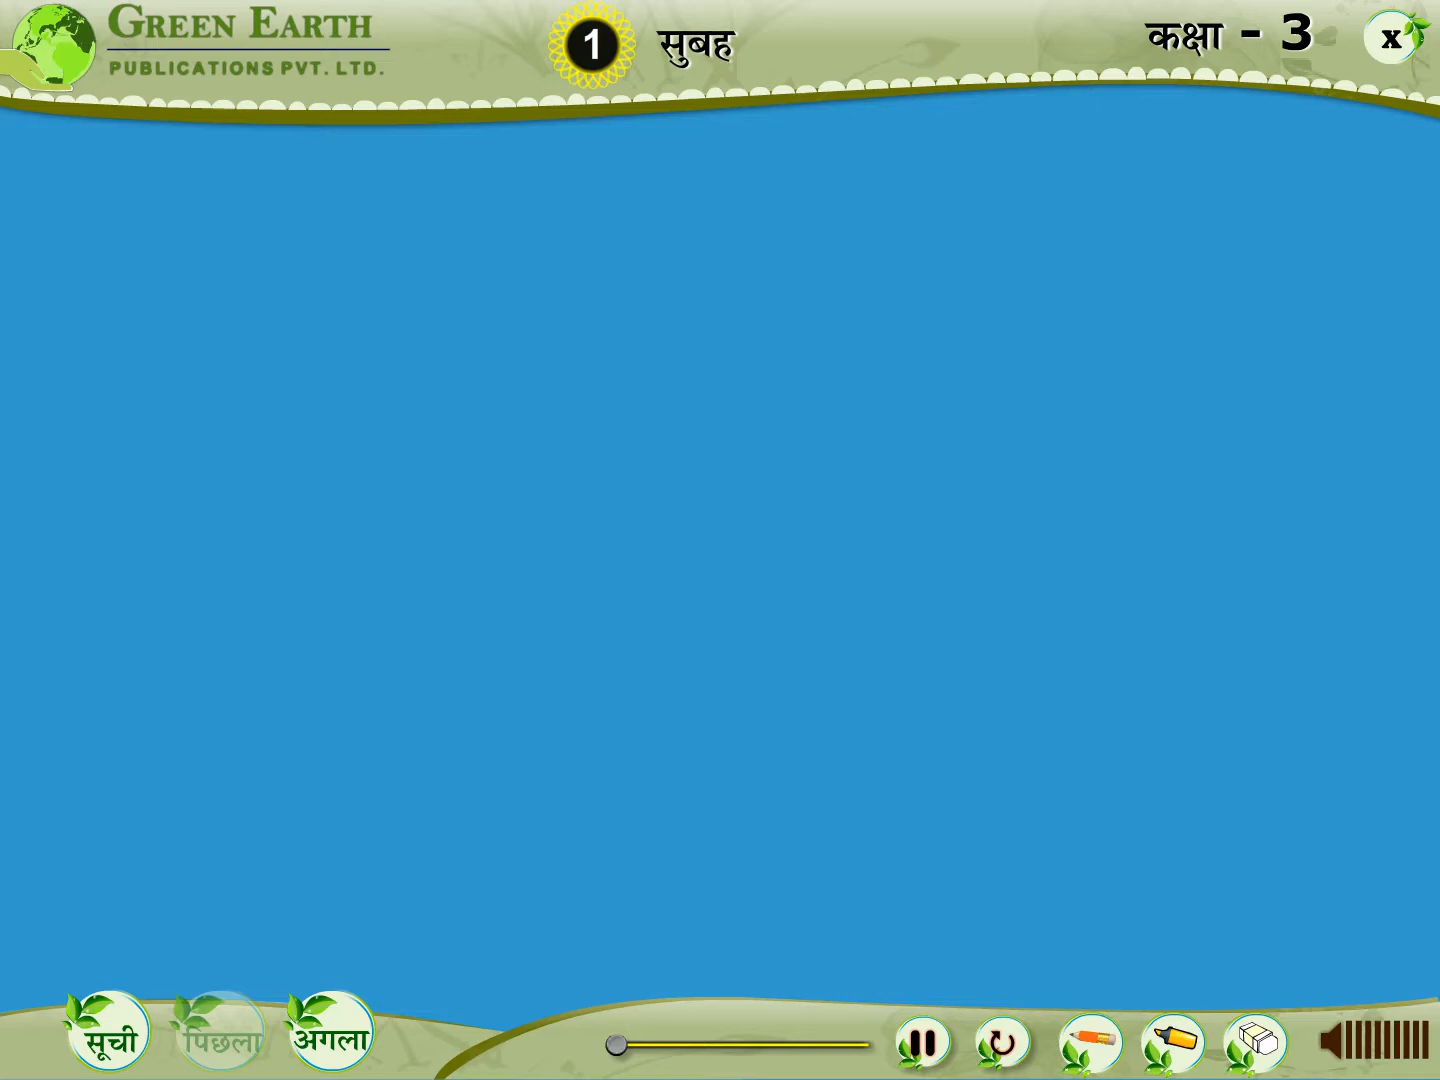 GREEN EARTH
PUBLICATIONS PVT. LTD.
1 सुबह
कक्षा - 3
x
सूची
पिछला
अगला